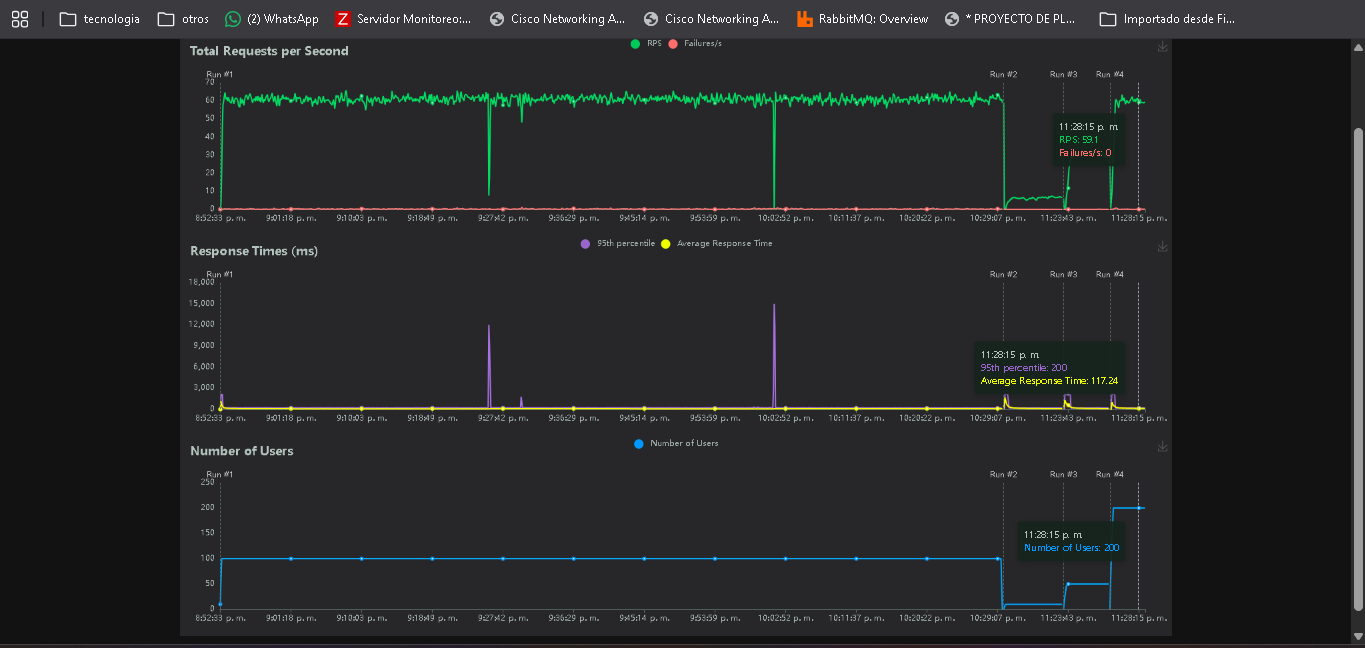 tecnologia otros (2) WhatsApp Z Servidor Monitoreo:... Cisco Networking A... Cisco Networking A... RabbitMQ: Overview * PROYECTO DE PL... Importado desde Fi...
Total Requests per Second
RPS Failures/s
Run #1 Run #2 Run #3 Run #4
70
60
50
40
30
20
10
0
11:28:15 p. m.
RPS: 59.1
Failures/s: 0
8:52:33 p. m. 9:01:18 p. m. 9:10:03 p. m. 9:18:49 p. m. 9:27:42 p. m. 9:36:29 p. m. 9:45:14 p. m. 9:53:59 p. m. 10:02:52 p. m. 10:11:37 p. m. 10:20:22 p. m. 10:29:07 p. m. 11:23:43 p. m. 11:28:15 p. m.
Response Times (ms)
95th percentile Average Response Time
Run #1 Run #2 Run #3 Run #4
18,000
15,000
12,000
9,000
6,000
3,000
0
11:28:15 p. m.
95th percentile: 200
Average Response Time: 117.24
8:52:33 p. m. 9:01:18 p. m. 9:10:03 p. m. 9:18:49 p. m. 9:27:42 p. m. 9:36:29 p. m. 9:45:14 p. m. 9:53:59 p. m. 10:02:52 p. m. 10:11:37 p. m. 10:20:22 p. m. 10:29:07 p. m. 11:23:43 p. m. 11:28:15 p. m.
Number of Users
Number of Users
Run #1 Run #2 Run #3 Run #4
250
200
150
100
50
0
11:28:15 p. m.
Number of Users: 200
8:52:33 p. m. 9:01:18 p. m. 9:10:03 p. m. 9:18:49 p. m. 9:27:42 p. m. 9:36:29 p. m. 9:45:14 p. m. 9:53:59 p. m. 10:02:52 p. m. 10:11:37 p. m. 10:20:22 p. m. 10:29:07 p. m. 11:23:43 p. m. 11:28:15 p. m.